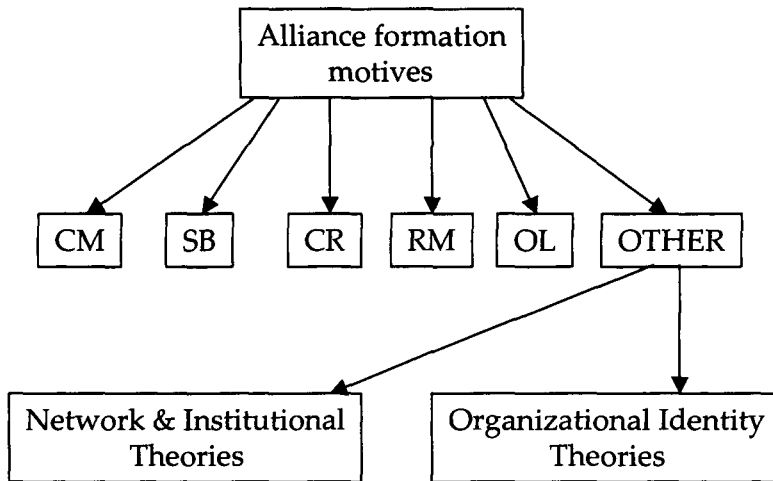 Alliance formation
motives
CM
SB
CR
RM
OL
OTHER
Network & Institutional
Theories
Organizational Identity
Theories